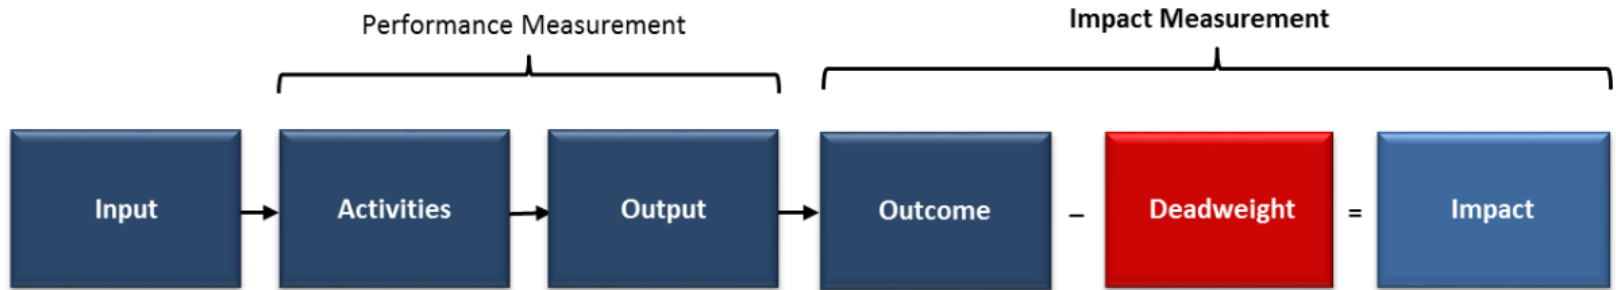 Performance Measurement
Impact Measurement
Input
Activities
Output
Outcome
–
Deadweight
=
Impact